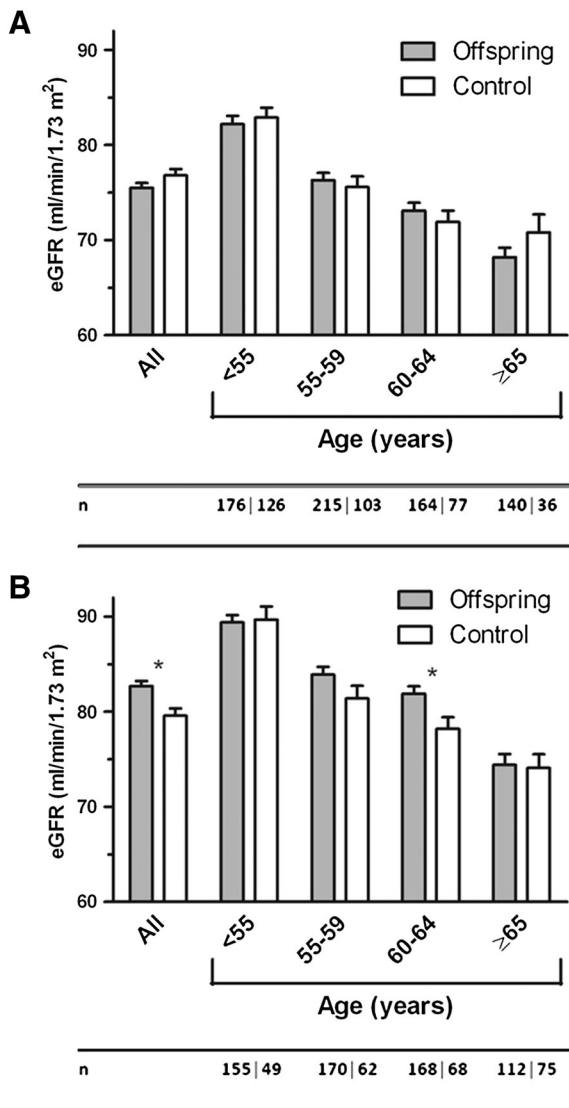 A
eGFR (ml/min/1.73 m²)
90
80
70
60
Offspring
Control
All
<55
55-59
60-64
≥65
Age (years)
n 176|126 215|103 164|77 140|36
B
eGFR (ml/min/1.73 m²)
90
80
70
60
Offspring
Control
*
*
All
<55
55-59
60-64
≥65
Age (years)
n 155|49 170|62 168|68 112|75